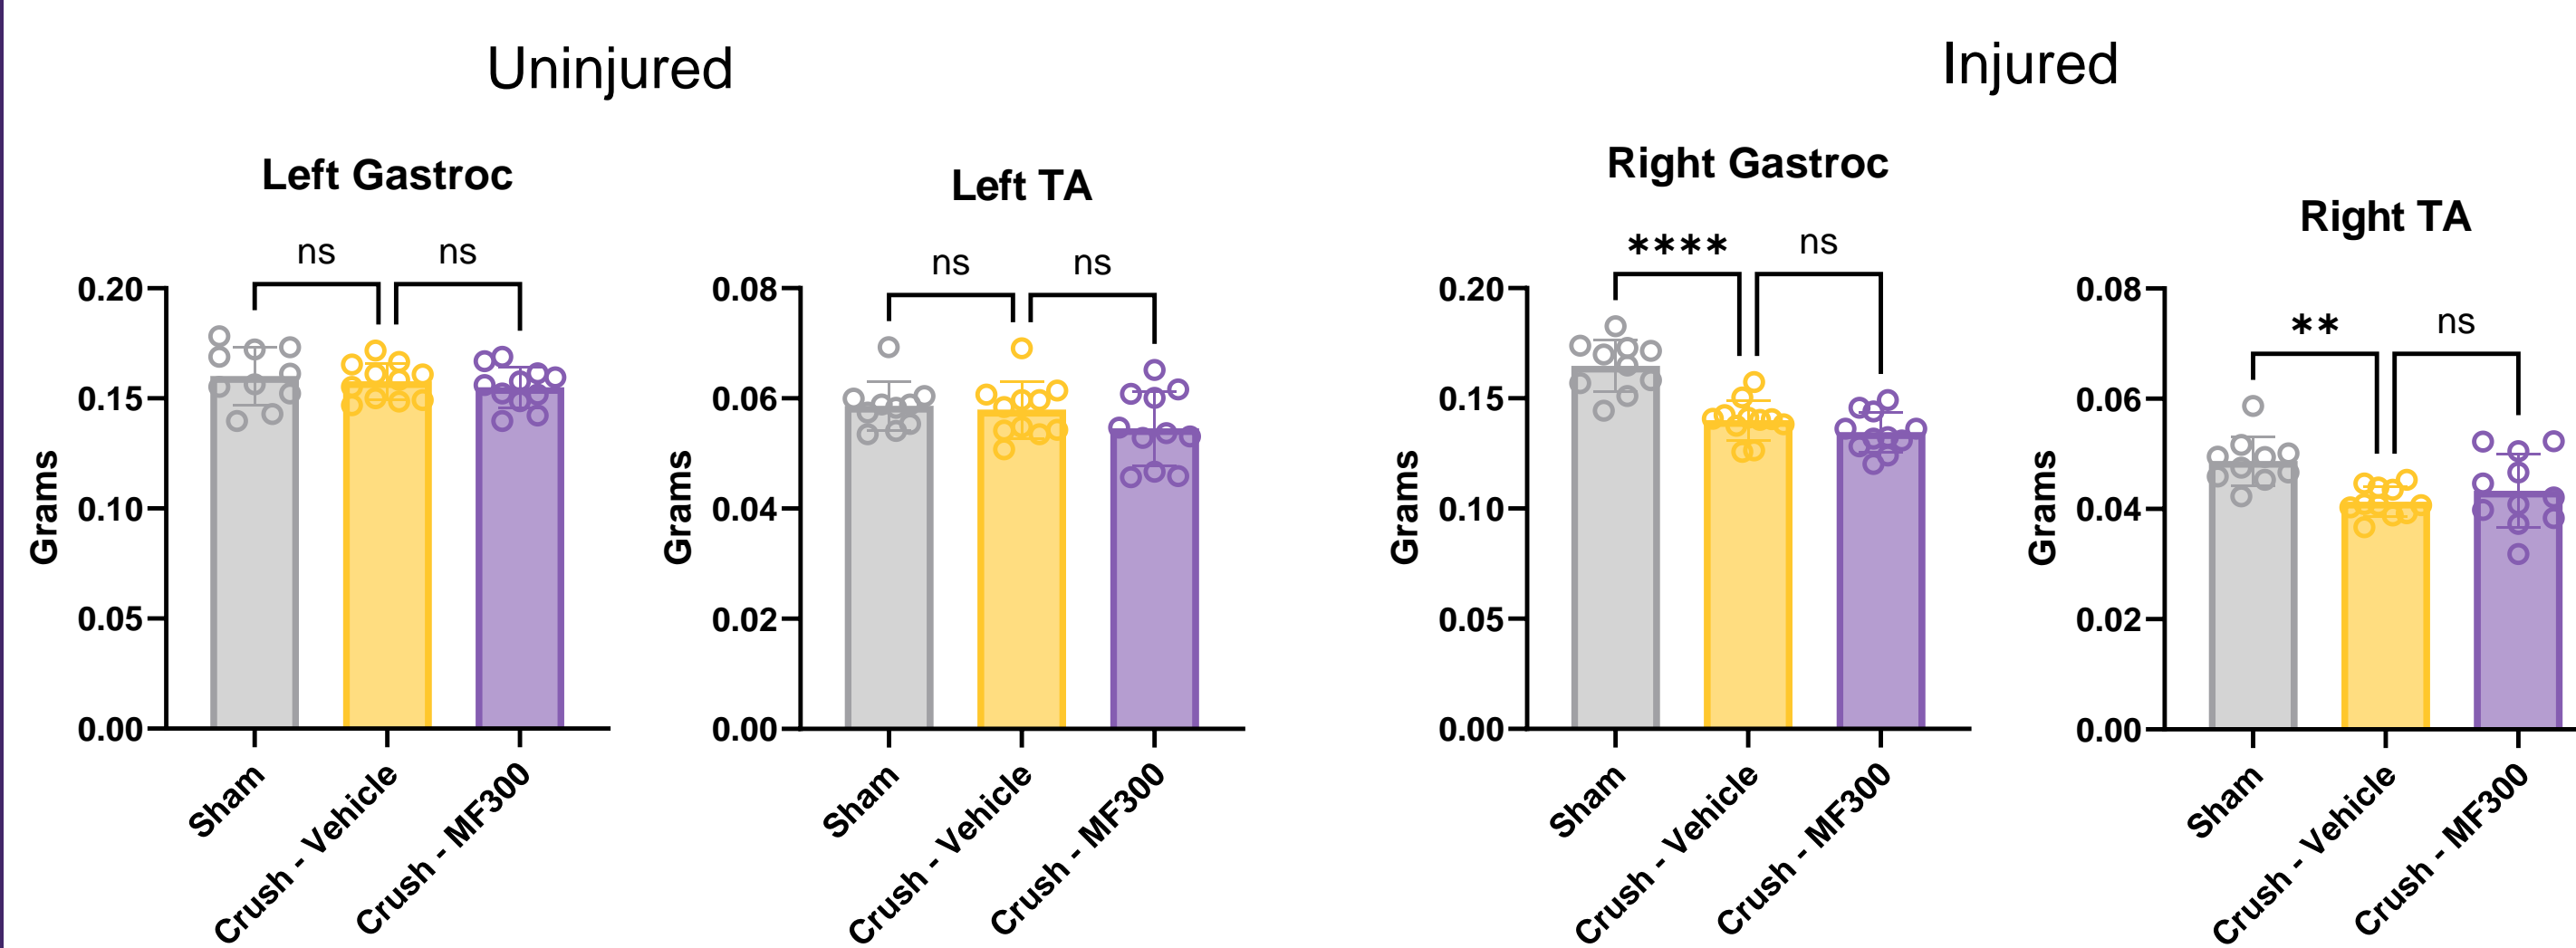 Uninjured
Injured
Left Gastroc
ns
ns
0.20
0.15
0.10
0.05
0.00
Grams
Sham
Crush - Vehicle
Crush - MF300
Left TA
ns
ns
0.08
0.06
0.04
0.02
0.00
Grams
Sham
Crush - Vehicle
Crush - MF300
Right Gastroc
****
ns
0.20
0.15
0.10
0.05
0.00
Grams
Sham
Crush - Vehicle
Crush - MF300
Right TA
**
ns
0.08
0.06
0.04
0.02
0.00
Grams
Sham
Crush - Vehicle
Crush - MF300